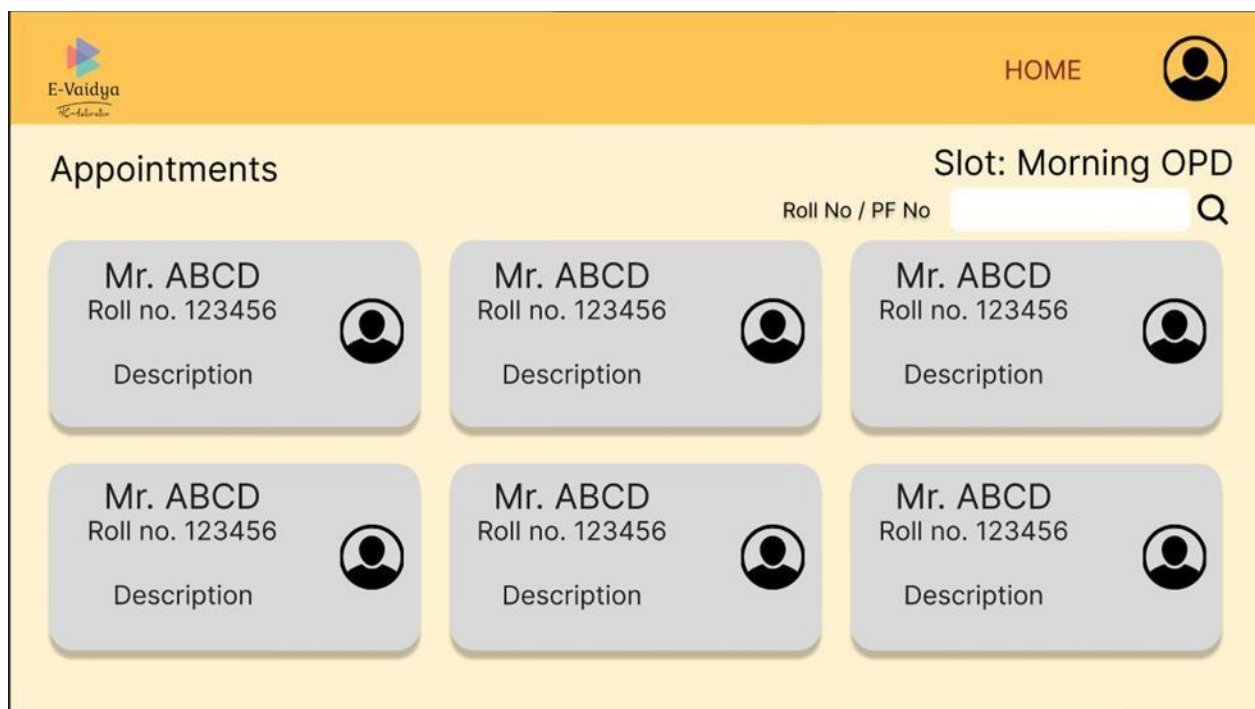 E-Vaidya
HOME
Appointments
Slot: Morning OPD
Roll No / PF No
Mr. ABCD
Roll no. 123456
Description
Mr. ABCD
Roll no. 123456
Description
Mr. ABCD
Roll no. 123456
Description
Mr. ABCD
Roll no. 123456
Description
Mr. ABCD
Roll no. 123456
Description
Mr. ABCD
Roll no. 123456
Description